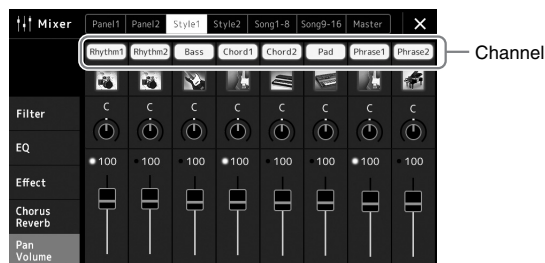 Mixer
Panel1 Panel2 Style1 Style2 Song1-8 Song9-16 Master
Rhythm1 Rhythm2 Bass Chord1 Chord2 Pad Phrase1 Phrase2
Channel
C C C C C C C C
Filter
EQ
100 100 100 100 100 100 100 100
Effect
Chorus
Reverb
Pan
Volume